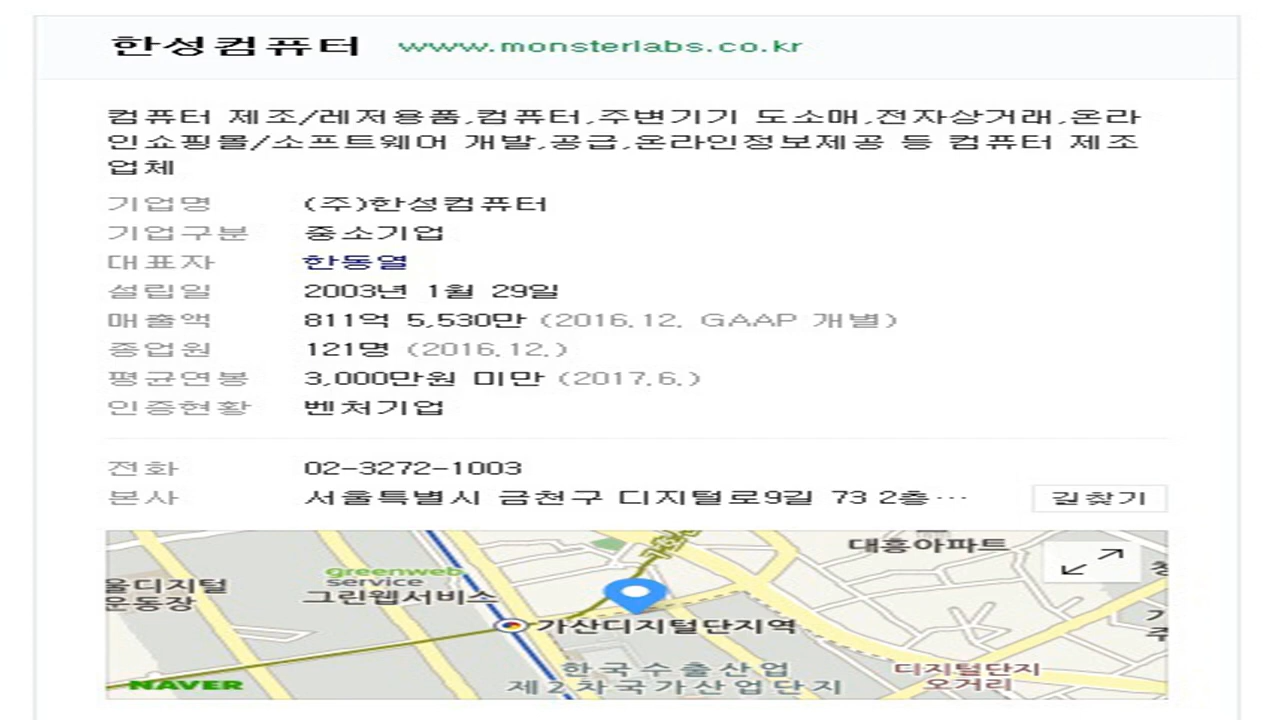 한성컴퓨터 www.monsterlabs.co.kr
컴퓨터 제조/레저용품,컴퓨터,주변기기 도소매,전자상거래,온라
인쇼핑몰/소프트웨어 개발,공급,온라인정보제공 등 컴퓨터 제조
업체
기업명 (주)한성컴퓨터
기업구분 중소기업
대표자 한동열
설립일 2003년 1월 29일
매출액 811억 5,530만 (2016.12. GAAP 개별)
종업원 121명 (2016.12.)
평균연봉 3,000만원 미만 (2017.6.)
인증현황 벤처기업
전화 02-3272-1003
본사 서울특별시 금천구 디지털로9길 73 2층… 길찾기
대흥아파트
울디지털
운동장
greenweb
service
그린웹서비스
가산디지털단지역
한국수출산업
제2차국가산업단지
디지털단지
오거리
NAVER